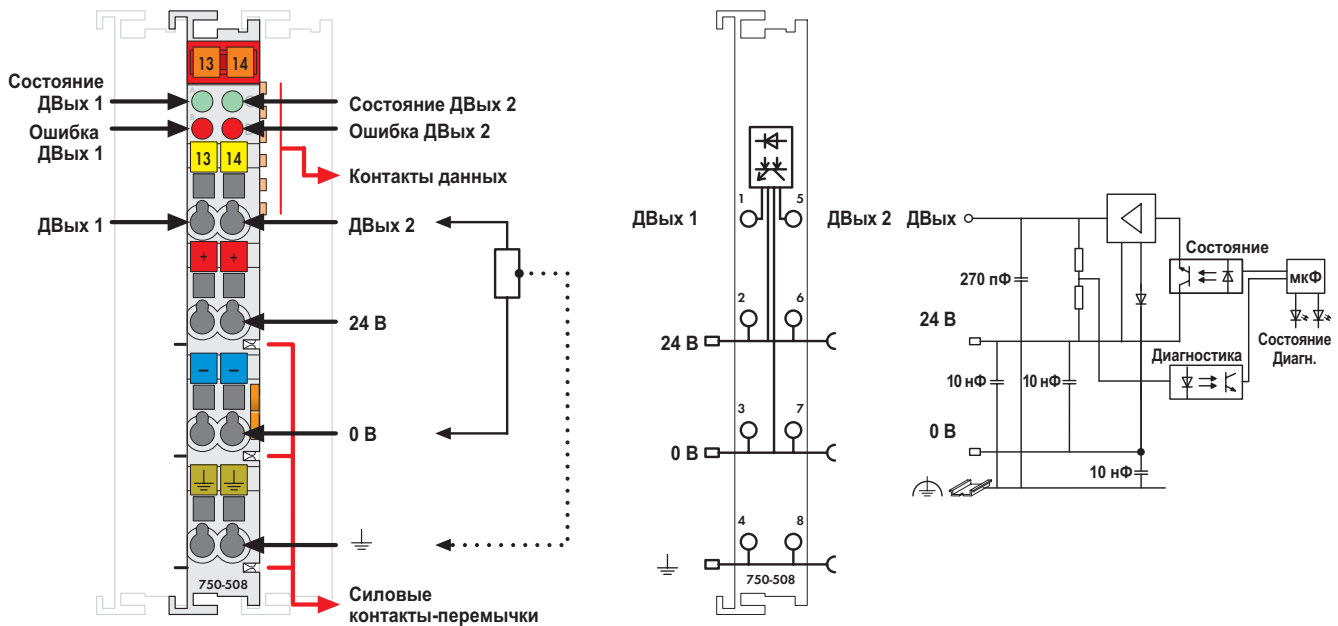 13 14
Состояние
ДВых 1
Состояние ДВых 2
Ошибка
ДВых 1
Ошибка ДВых 2
13 14
Контакты данных
ДВых 1
ДВых 2
+ +
24 В
– –
0 В
750-508
Силовые
контакты-перемычки
1 5
ДВых 1
ДВых 2
2 6
24 В
3 7
0 В
4 8
750-508
ДВых
Состояние
270 пФ
мкФ
24 В
Состояние
Диагн.
Диагностика
10 нФ 10 нФ
0 В
10 нФ